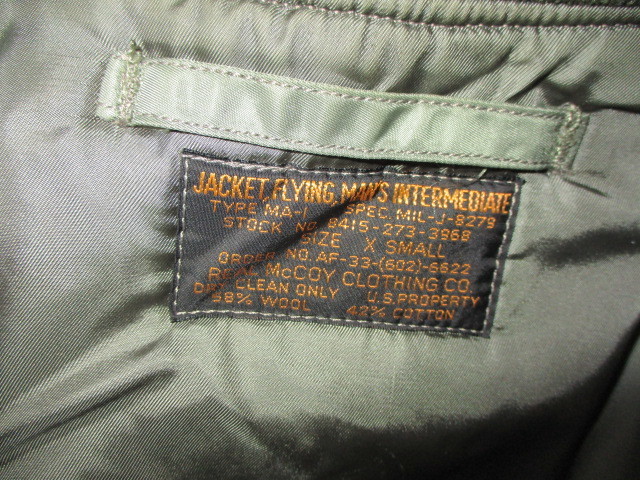 JACKET, FLYING, MAN'S INTERMEDIATE
TYPE MA-1 SPEC. MIL-J-8279
STOCK NO. 8415-273-3968
SIZE X SMALL
ORDER NO. AF-33-(602)-6622
REAL McCOY CLOTHING CO.
DRY CLEAN ONLY U.S. PROPERTY
58% WOOL 42% COTTON